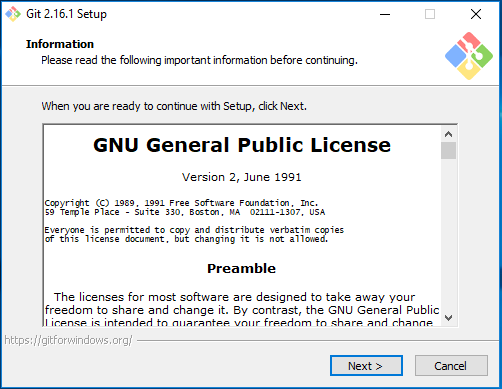 Git 2.16.1 Setup
Information
Please read the following important information before continuing.
When you are ready to continue with Setup, click Next.
GNU General Public License
Version 2, June 1991
Copyright (C) 1989, 1991 Free Software Foundation, Inc.
59 Temple Place - Suite 330, Boston, MA  02111-1307, USA
Everyone is permitted to copy and distribute verbatim copies
of this license document, but changing it is not allowed.
Preamble
The licenses for most software are designed to take away your
freedom to share and change it. By contrast, the GNU General Public
License is intended to guarantee your freedom to share and change
https://gitforwindows.org/
Next >
Cancel